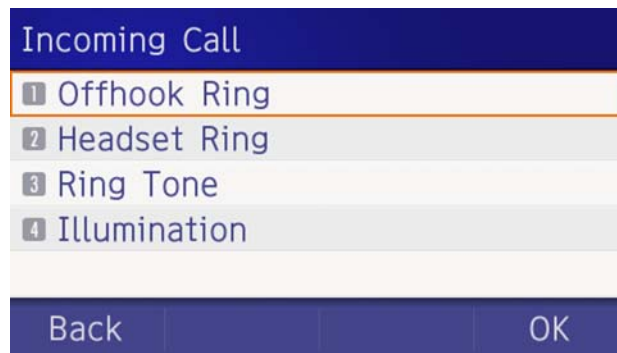 Incoming Call
1 Offhook Ring
2 Headset Ring
3 Ring Tone
4 Illumination
Back OK